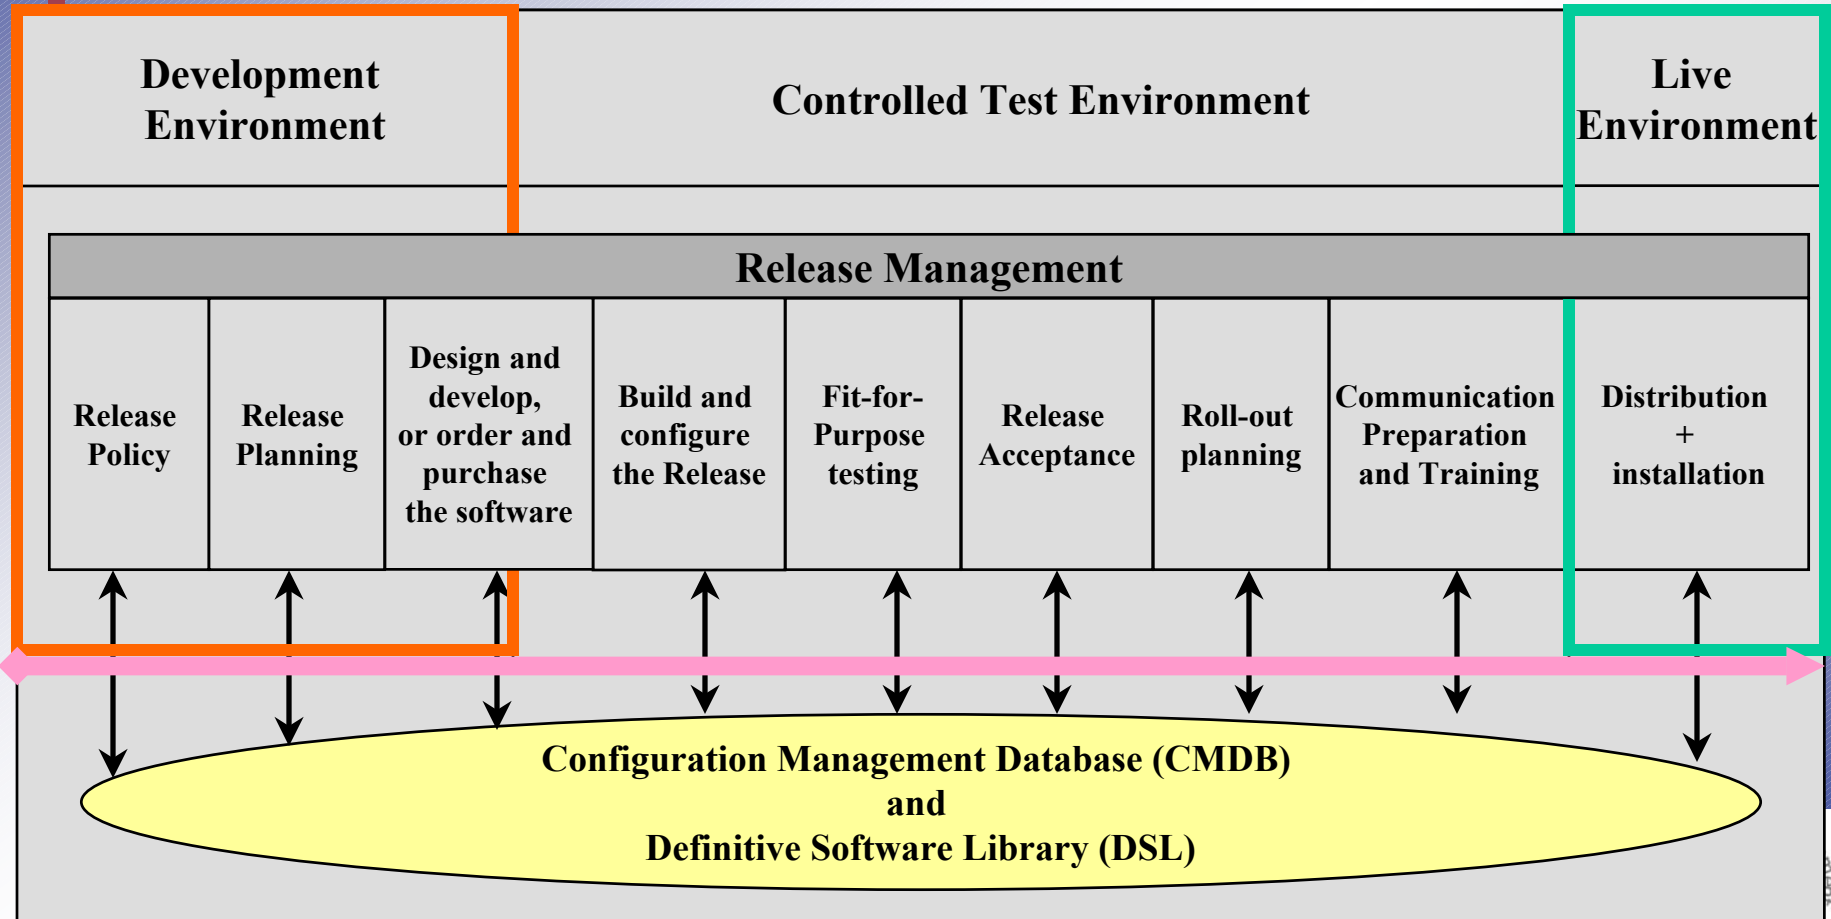 Development
Environment
Controlled Test Environment
Live
Environment
Release Management
Release
Policy
Release
Planning
Design and
develop,
or order and
purchase
the software
Build and
configure
the Release
Fit-for-
Purpose
testing
Release
Acceptance
Roll-out
planning
Communication
Preparation
and Training
Distribution
+
installation
Configuration Management Database (CMDB)
and
Definitive Software Library (DSL)